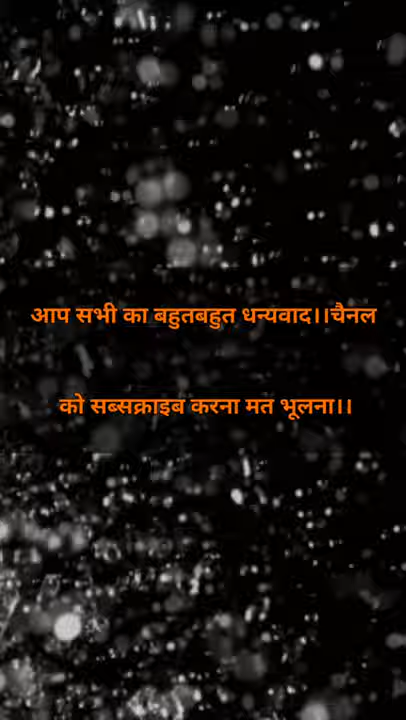 आप सभी का बहुतबहुत धन्यवाद।।चैनल
को सब्सक्राइब करना मत भूलना।।